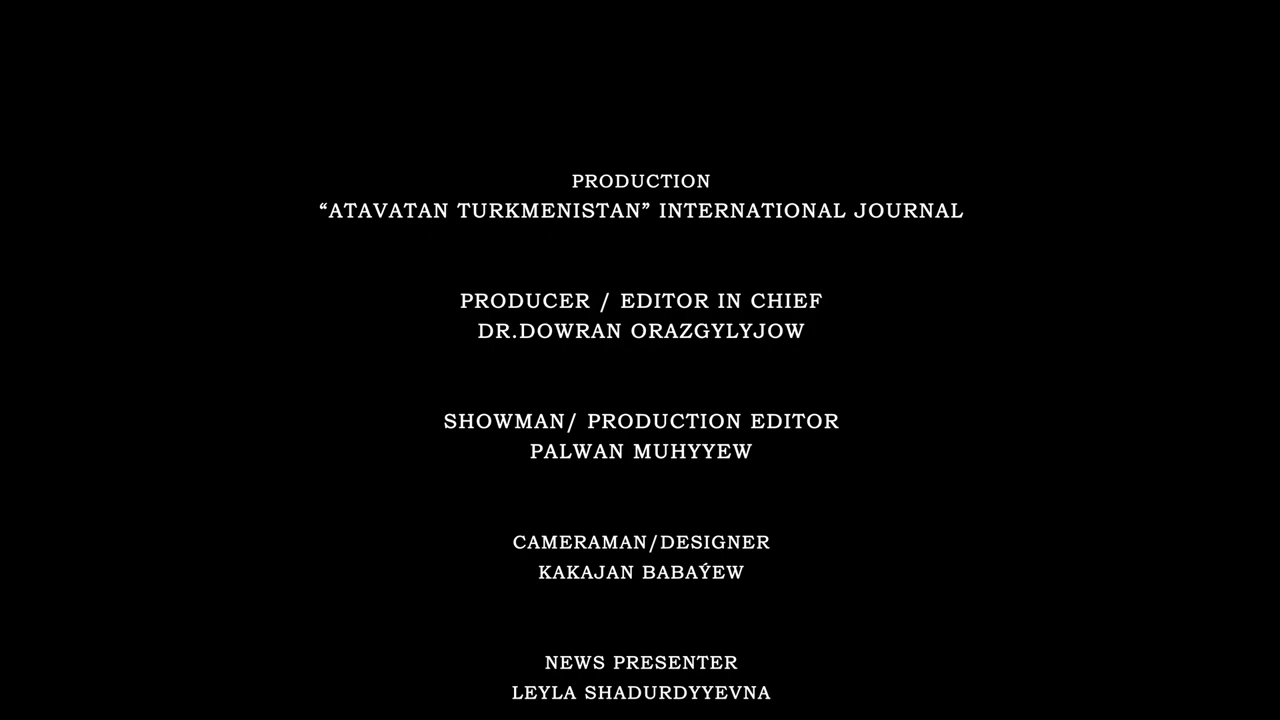 PRODUCTION
“ATAVATAN TURKMENISTAN” INTERNATIONAL JOURNAL
PRODUCER / EDITOR IN CHIEF
DR.DOWRAN ORAZGYLYJOW
SHOWMAN/ PRODUCTION EDITOR
PALWAN MUHYYEW
CAMERAMAN/DESIGNER
KAKAJAN BABAÝEW
NEWS PRESENTER
LEYLA SHADURDYYEVNA